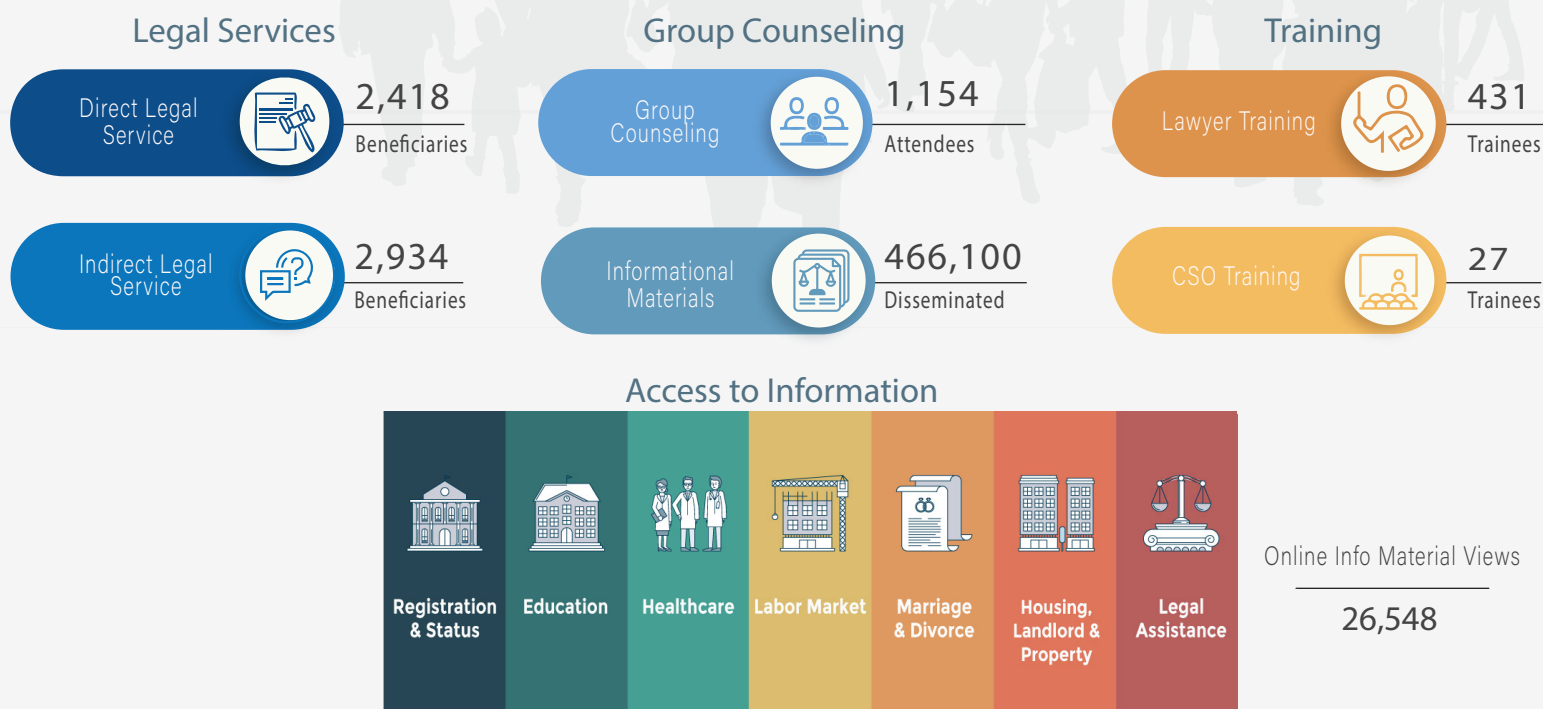 Legal Services
Direct Legal
Service
2,418
Beneficiaries
Indirect Legal
Service
2,934
Beneficiaries
Group Counseling
Group
Counseling
1,154
Attendees
Informational
Materials
466,100
Disseminated
Training
Lawyer Training
431
Trainees
CSO Training
27
Trainees
Access to Information
Registration
& Status
Education
Healthcare
Labor Market
Marriage
& Divorce
Housing,
Landlord &
Property
Legal
Assistance
Online Info Material Views
26,548